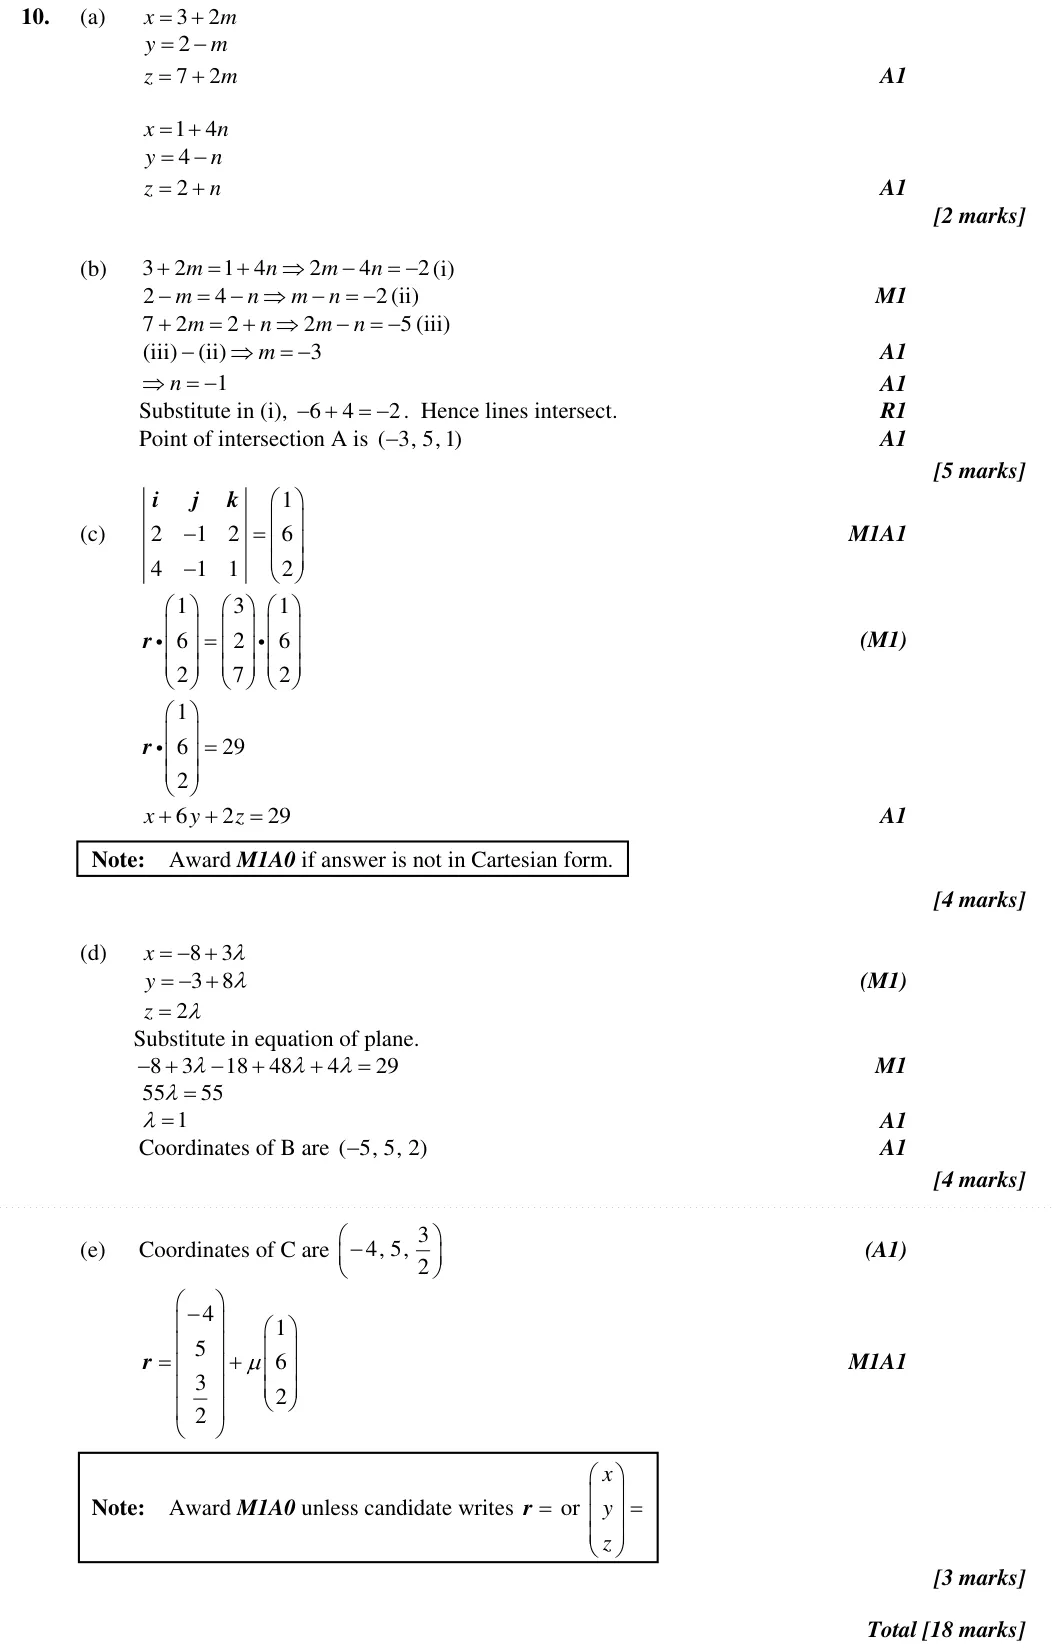 10. (a) x = 3 + 2m
y = 2 − m
z = 7 + 2m A1
x = 1 + 4n
y = 4 − n
z = 2 + n A1
[2 marks]
(b) 3 + 2m = 1 + 4n ⇒ 2m − 4n = −2 (i)
2 − m = 4 − n ⇒ m − n = −2 (ii) M1
7 + 2m = 2 + n ⇒ 2m − n = −5 (iii)
(iii) − (ii) ⇒ m = −3 A1
⇒ n = −1 A1
Substitute in (i), −6 + 4 = −2. Hence lines intersect. R1
Point of intersection A is (−3, 5, 1) A1
[5 marks]
(c) | i j k ; 2 −1 2 ; 4 −1 1 | = (1 ; 6 ; 2) M1A1
r • (1 ; 6 ; 2) = (3 ; 2 ; 7) • (1 ; 6 ; 2) (M1)
r • (1 ; 6 ; 2) = 29
x + 6y + 2z = 29 A1
Note: Award M1A0 if answer is not in Cartesian form.
[4 marks]
(d) x = −8 + 3λ
y = −3 + 8λ (M1)
z = 2λ
Substitute in equation of plane.
−8 + 3λ − 18 + 48λ + 4λ = 29 M1
55λ = 55
λ = 1 A1
Coordinates of B are (−5, 5, 2) A1
[4 marks]
(e) Coordinates of C are (−4, 5, 3/2) (A1)
r = (−4 ; 5 ; 3/2) + μ (1 ; 6 ; 2) M1A1
Note: Award M1A0 unless candidate writes r = or (x ; y ; z) =
[3 marks]
Total [18 marks]